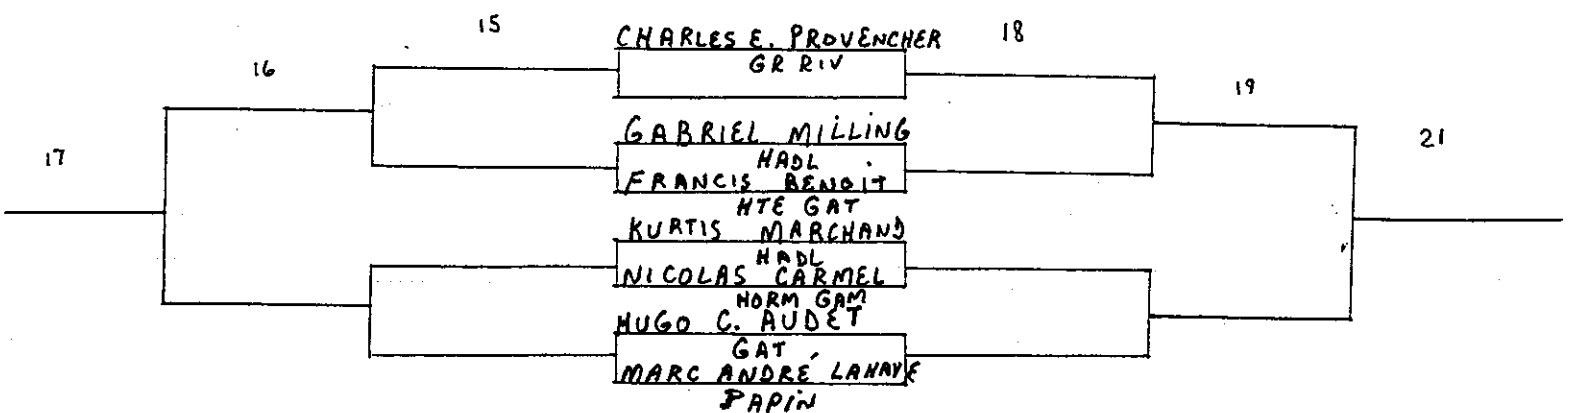 15
CHARLES E. PROVENCHER
18
16
GR RIV
19
GABRIEL MILLING
17
HADL
21
FRANCIS BENOIT
HTE GAT
KURTIS MARCHAND
HADL
NICOLAS CARMEL
NORM GAM
HUGO C. AUDET
GAT
MARC ANDRÉ LAHAYE
PAPIN